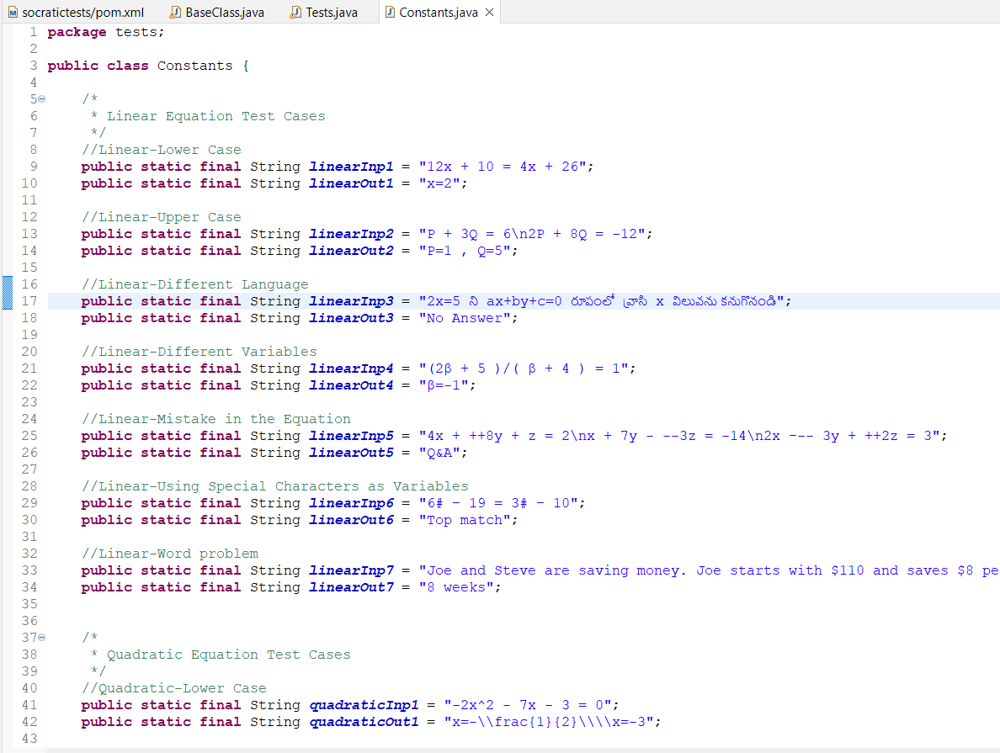 socratictests/pom.xml BaseClass.java Tests.java Constants.java
1 package tests;
2
3 public class Constants {
4
5 /*
6 * Linear Equation Test Cases
7 */
8 //Linear-Lower Case
9 public static final String linearInp1 = "12x + 10 = 4x + 26";
10 public static final String linearOut1 = "x=2";
11
12 //Linear-Upper Case
13 public static final String linearInp2 = "P + 3Q = 6\n2P + 8Q = -12";
14 public static final String linearOut2 = "P=1 , Q=5";
15
16 //Linear-Different Language
17 public static final String linearInp3 = "2x=5 ని ax+by+c=0 రూపంలో వ్రాసి x విలువను కనుగొనండి";
18 public static final String linearOut3 = "No Answer";
19
20 //Linear-Different Variables
21 public static final String linearInp4 = "(2β + 5 )/( β + 4 ) = 1";
22 public static final String linearOut4 = "β=-1";
23
24 //Linear-Mistake in the Equation
25 public static final String linearInp5 = "4x + ++8y + z = 2\nx + 7y - --3z = -14\n2x --- 3y + ++2z = 3";
26 public static final String linearOut5 = "Q&A";
27
28 //Linear-Using Special Characters as Variables
29 public static final String linearInp6 = "6# - 19 = 3# - 10";
30 public static final String linearOut6 = "Top match";
31
32 //Linear-Word problem
33 public static final String linearInp7 = "Joe and Steve are saving money. Joe starts with $110 and saves $8 pe
34 public static final String linearOut7 = "8 weeks";
35
36
37 /*
38 * Quadratic Equation Test Cases
39 */
40 //Quadratic-Lower Case
41 public static final String quadraticInp1 = "-2x^2 - 7x - 3 = 0";
42 public static final String quadraticOut1 = "x=-\\frac{1}{2}\\\\x=-3";
43